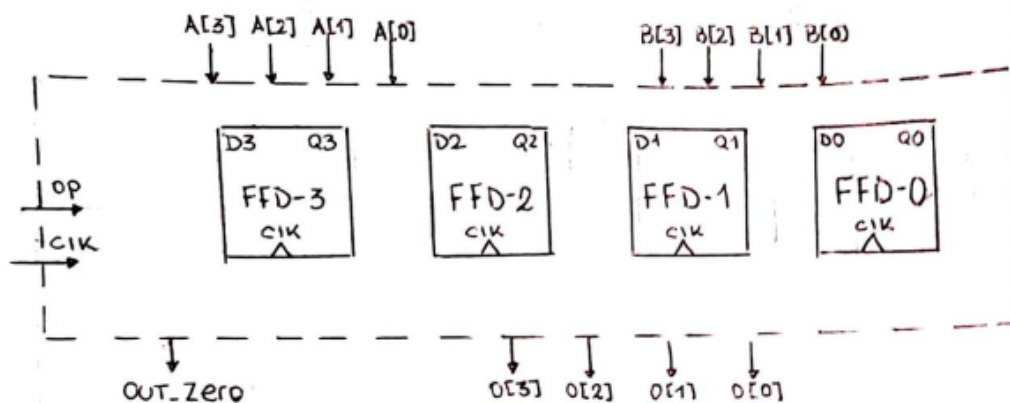 A[3] A[2] A[1] A[0] B[3] B[2] B[1] B[0]
D3 Q3 D2 Q2 D1 Q1 D0 Q0
OP FFD-3 FFD-2 FFD-1 FFD-0
CLK CLK CLK CLK CLK
OUT_Zero O[3] O[2] O[1] O[0]